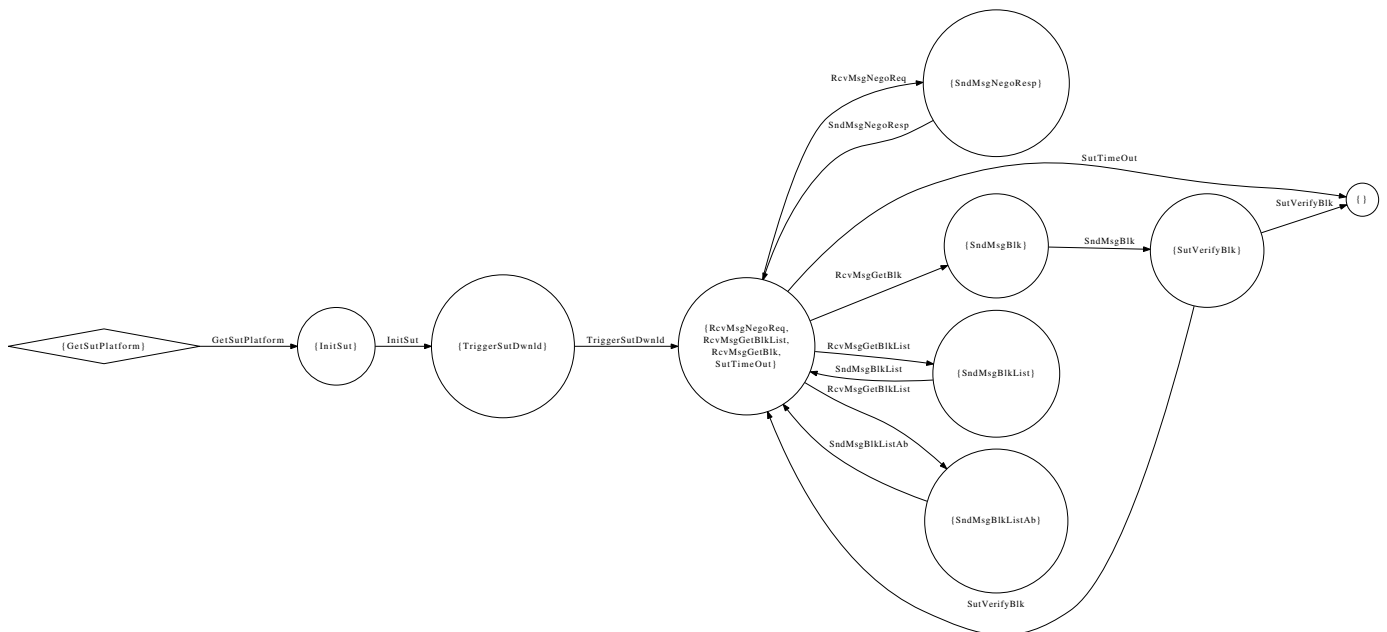 RcvMsgNegoReq
{SndMsgNegoResp}
SndMsgNegoResp
SutTimeOut
{}
SutVerifyBlk
{SndMsgBlk}
SndMsgBlk
{SutVerifyBlk}
RcvMsgGetBlk
{GetSutPlatform}
GetSutPlatform
{InitSut}
InitSut
{TriggerSutDwnld}
TriggerSutDwnld
{RcvMsgNegoReq,
RcvMsgGetBlkList,
RcvMsgGetBlk,
SutTimeOut}
RcvMsgGetBlkList
SndMsgBlkList
{SndMsgBlkList}
RcvMsgGetBlkList
SndMsgBlkListAb
{SndMsgBlkListAb}
SutVerifyBlk